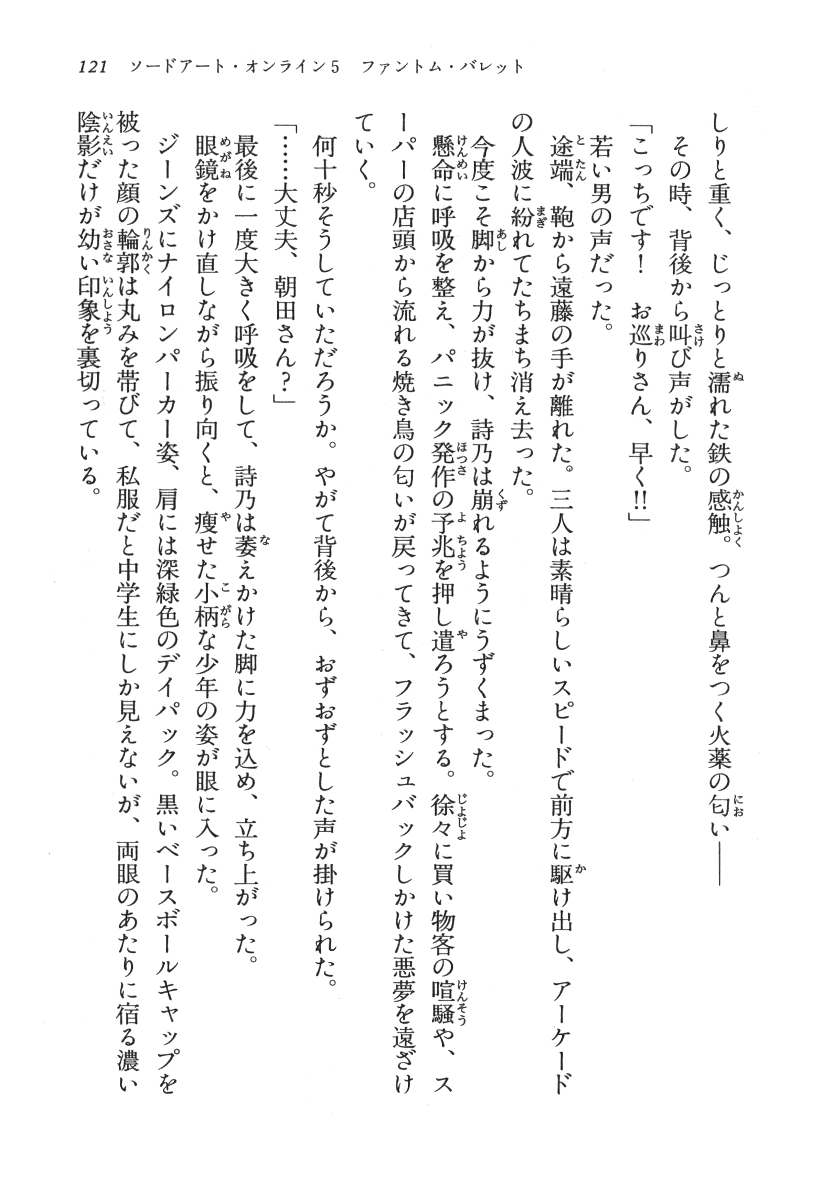 121　ソードアート・オンライン5　ファントム・バレット
しりと重く、じっとりと濡れた鉄の感触。つんと鼻をつく火薬の匂い――
　その時、背後から叫び声がした。
「こっちです！　お巡りさん、早く!!」
　若い男の声だった。
　途端、鞄から遠藤の手が離れた。三人は素晴らしいスピードで前方に駆け出し、アーケード
の人波に紛れてたちまち消え去った。
　今度こそ脚から力が抜け、詩乃は崩れるようにうずくまった。
　懸命に呼吸を整え、パニック発作の予兆を押し遣ろうとする。徐々に買い物客の喧騒や、ス
ーパーの店頭から流れる焼き鳥の匂いが戻ってきて、フラッシュバックしかけた悪夢を遠ざけ
ていく。
　何十秒そうしていただろうか。やがて背後から、おずおずとした声が掛けられた。
「……大丈夫、朝田さん？」
　最後に一度大きく呼吸をして、詩乃は萎えかけた脚に力を込め、立ち上がった。
　眼鏡をかけ直しながら振り向くと、痩せた小柄な少年の姿が眼に入った。
　ジーンズにナイロンパーカー姿、肩には深緑色のデイパック。黒いベースボールキャップを
被った顔の輪郭は丸みを帯びて、私服だと中学生にしか見えないが、両眼のあたりに宿る濃い
陰影だけが幼い印象を裏切っている。